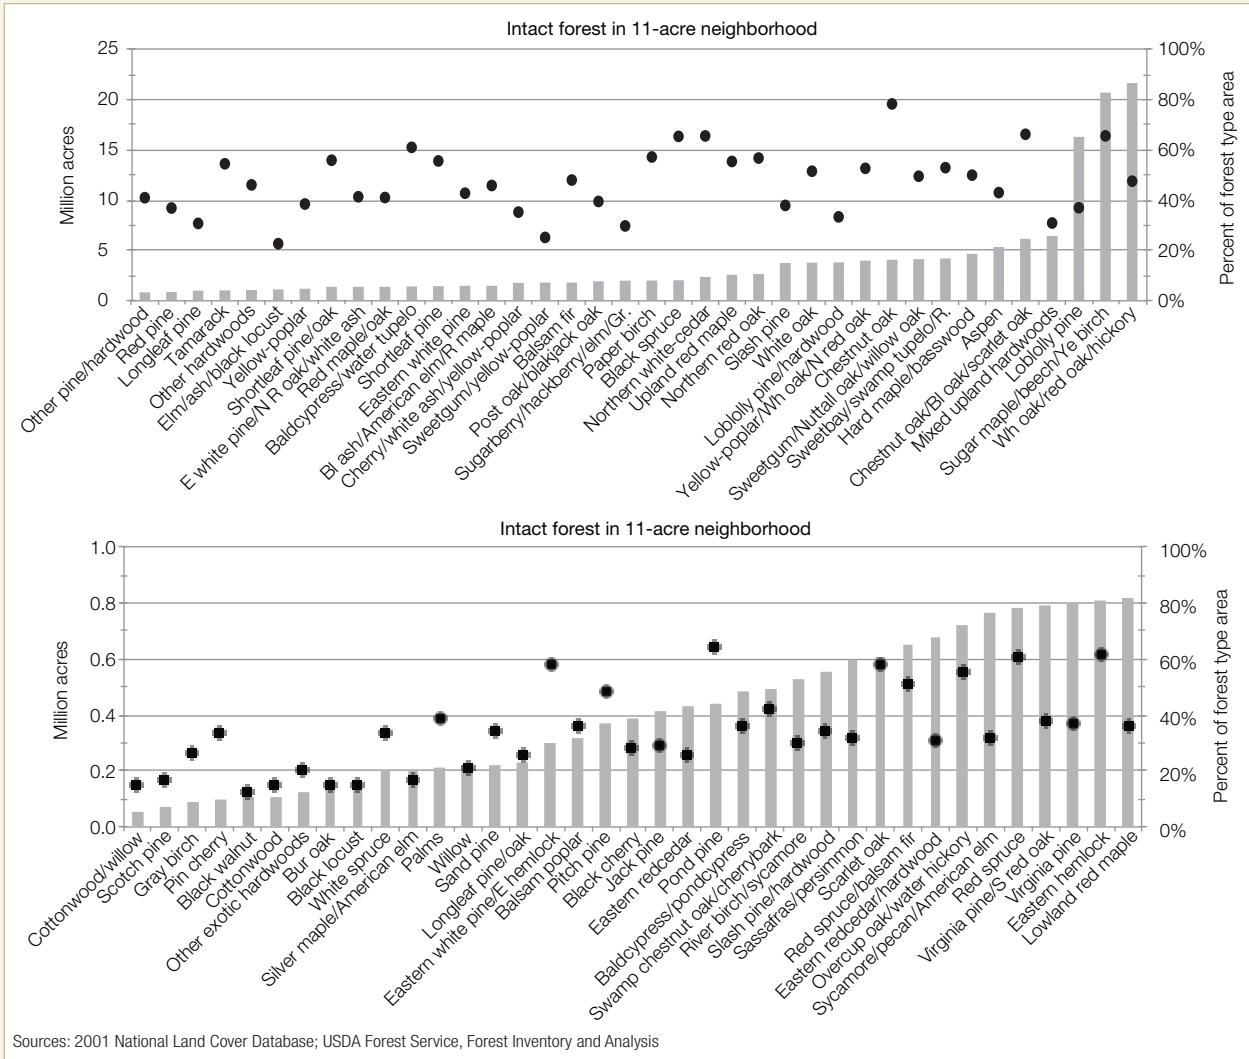 Intact forest in 11-acre neighborhood
25
20
15
10
5
0
Million acres
100%
80%
60%
40%
20%
0%
Percent of forest type area
Other pine/hardwood
Red pine
Longleaf pine
Tamarack
Other hardwoods
Elm/ash/black locust
Yellow-poplar
Shortleaf pine/oak
E white pine/N R oak/white ash
Red maple/oak
Baldcypress/water tupelo
Shortleaf pine
Eastern white pine
Bl ash/American elm/R maple
Cherry/white ash/yellow-poplar
Sweetgum/yellow-poplar
Balsam fir
Post oak/blakjack oak
Sugarberry/hackberry/elm/Gr.
Paper birch
Black spruce
Northern white-cedar
Upland red maple
Northern red oak
Slash pine
White oak
Loblolly pine/hardwood
Yellow-poplar/Wh oak/N red oak
Chestnut oak
Sweetgum/Nuttall oak/willow oak
Sweetbay/swamp tupelo/R.
Hard maple/basswood
Aspen
Chestnut oak/Bl oak/scarlet oak
Mixed upland hardwoods
Loblolly pine
Sugar maple/beech/Ye birch
Wh oak/red oak/hickory
Intact forest in 11-acre neighborhood
1.0
0.8
0.6
0.4
0.2
0.0
Million acres
100%
80%
60%
40%
20%
0%
Percent of forest type area
Cottonwood/willow
Scotch pine
Gray birch
Pin cherry
Black walnut
Cottonwood
Other exotic hardwoods
Bur oak
Black locust
White spruce
Silver maple/American elm
Palms
Willow
Sand pine
Longleaf pine/oak
Eastern white pine/E hemlock
Balsam poplar
Pitch pine
Black cherry
Jack pine
Eastern redcedar
Pond pine
Baldcypress/pondcypress
Swamp chestnut oak/cherrybark
River birch/sycamore
Slash pine/hardwood
Sassafras/persimmon
Scarlet oak
Red spruce/balsam fir
Eastern redcedar/hardwood
Overcup oak/water hickory
Sycamore/pecan/American elm
Red spruce
Virginia pine/S red oak
Virginia pine
Eastern hemlock
Lowland red maple
Sources: 2001 National Land Cover Database; USDA Forest Service, Forest Inventory and Analysis